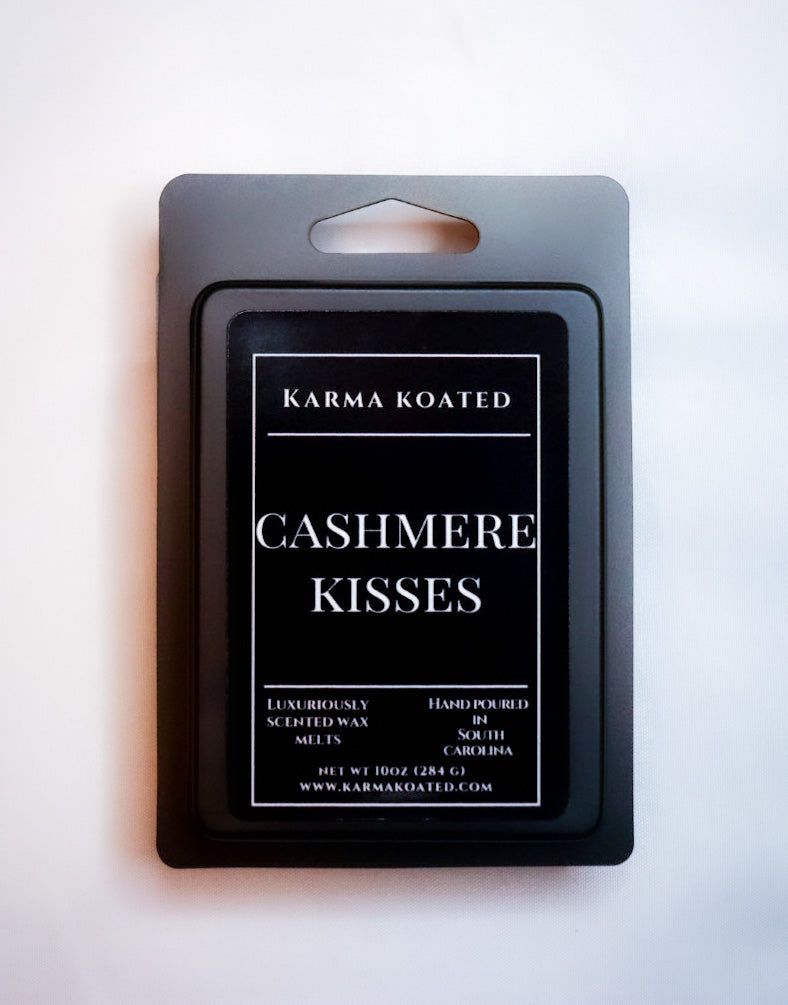 Karma koated
CASHMERE
KISSES
Luxuriously
scented wax
melts
Hand poured
in
South
carolina
net wt 10oz (284 g)
www.karmakoated.com